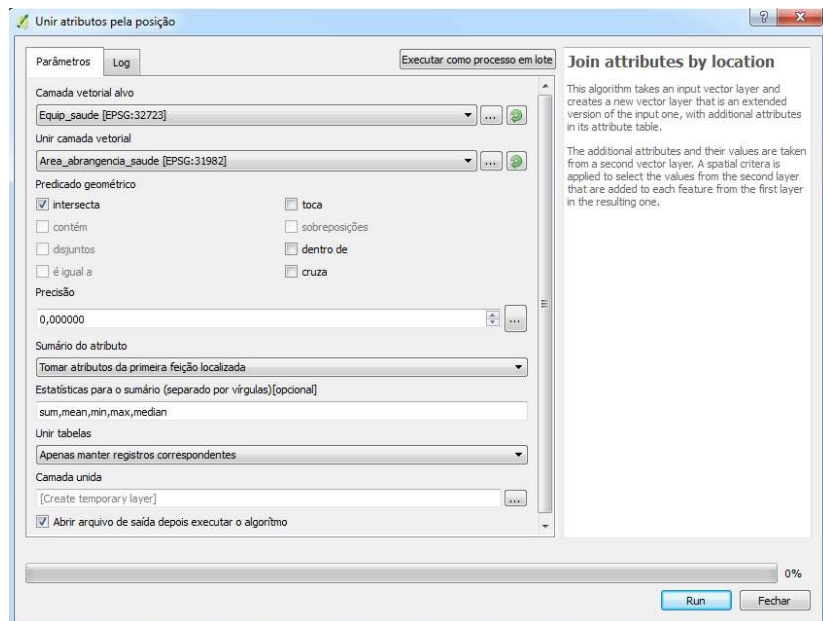 Unir atributos pela posição
Parâmetros
Log
Executar como processo em lote
Camada vetorial alvo
Equip_saude [EPSG:32723]
...
Unir camada vetorial
Area_abrangencia_saude [EPSG:31982]
...
Predicado geométrico
intersecta
toca
contém
sobreposições
disjuntos
dentro de
é igual a
cruza
Precisão
0,000000
...
Sumário do atributo
Tomar atributos da primeira feição localizada
Estatísticas para o sumário (separado por vírgulas)[opcional]
sum,mean,min,max,median
Unir tabelas
Apenas manter registros correspondentes
Camada unida
[Create temporary layer]
...
Abrir arquivo de saída depois executar o algorítmo
Join attributes by location
This algorithm takes an input vector layer and
creates a new vector layer that is an extended
version of the input one, with additional attributes
in its attribute table.
The additional attributes and their values are taken
from a second vector layer. A spatial critera is
applied to select the values from the second layer
that are added to each feature from the first layer
in the resulting one.
0%
Run
Fechar